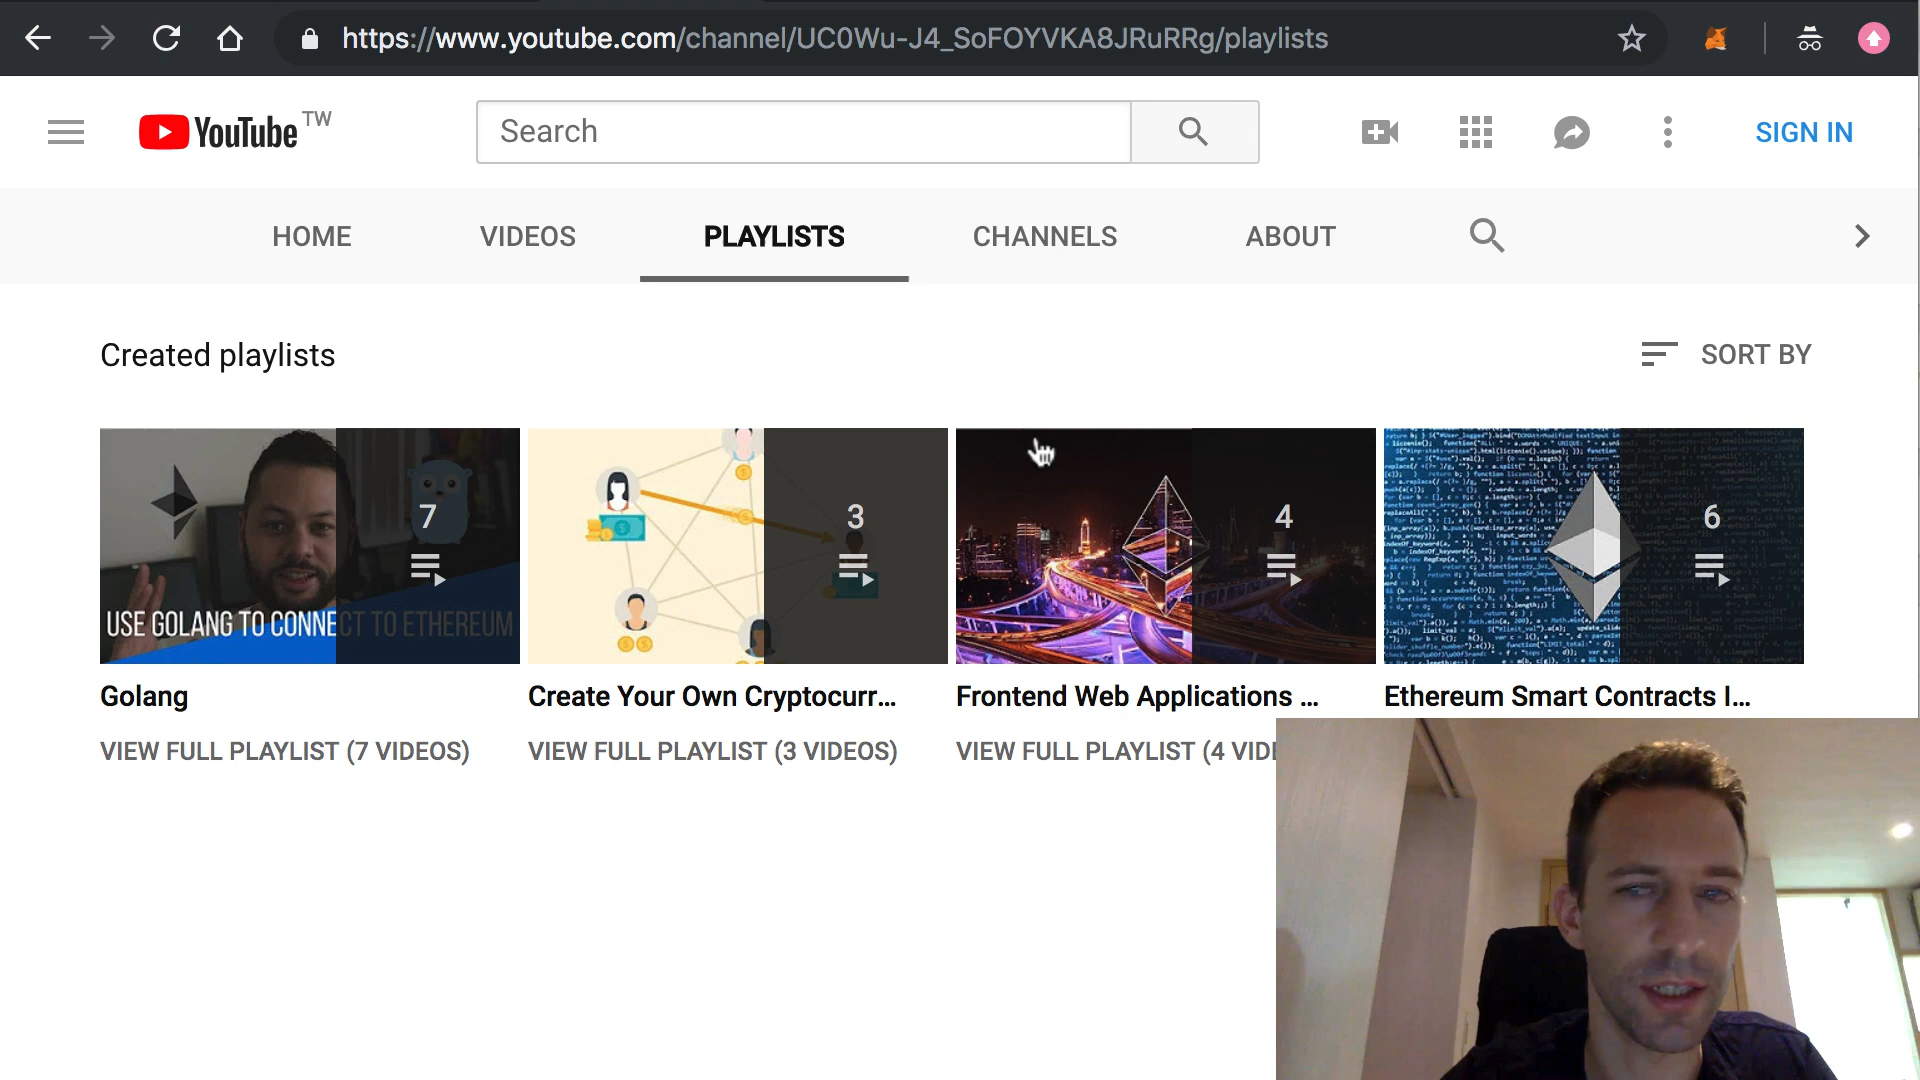 https://www.youtube.com/channel/UC0Wu-J4_SoFOYVKA8JRuRRg/playlists
YouTube TW
Search
SIGN IN
HOME
VIDEOS
PLAYLISTS
CHANNELS
ABOUT
Created playlists
SORT BY
7
USE GOLANG TO CONNECT TO ETHEREUM
3
4
6
Golang
Create Your Own Cryptocurr...
Frontend Web Applications ...
Ethereum Smart Contracts I...
VIEW FULL PLAYLIST (7 VIDEOS)
VIEW FULL PLAYLIST (3 VIDEOS)
VIEW FULL PLAYLIST (4 VIDE